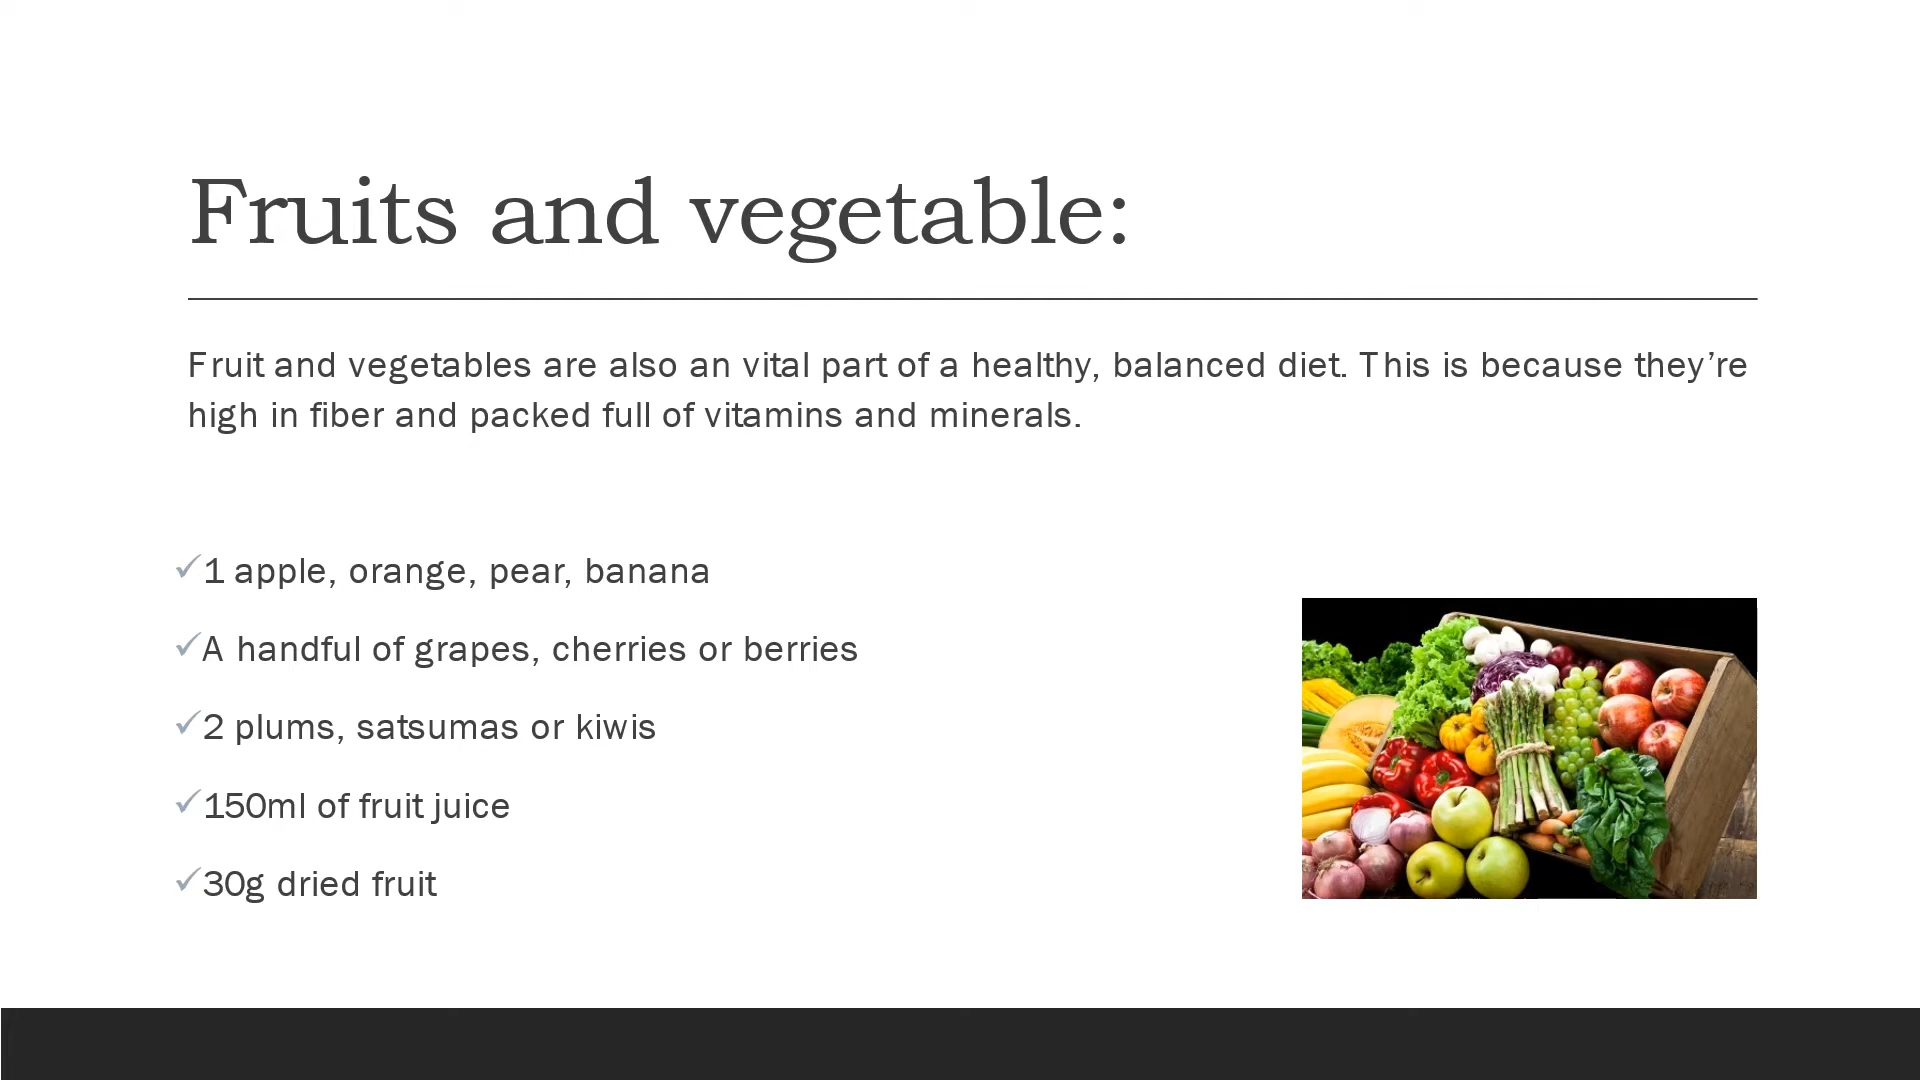 Fruits and vegetable:
Fruit and vegetables are also an vital part of a healthy, balanced diet. This is because they’re
high in fiber and packed full of vitamins and minerals.
✓1 apple, orange, pear, banana
✓A handful of grapes, cherries or berries
✓2 plums, satsumas or kiwis
✓150ml of fruit juice
✓30g dried fruit